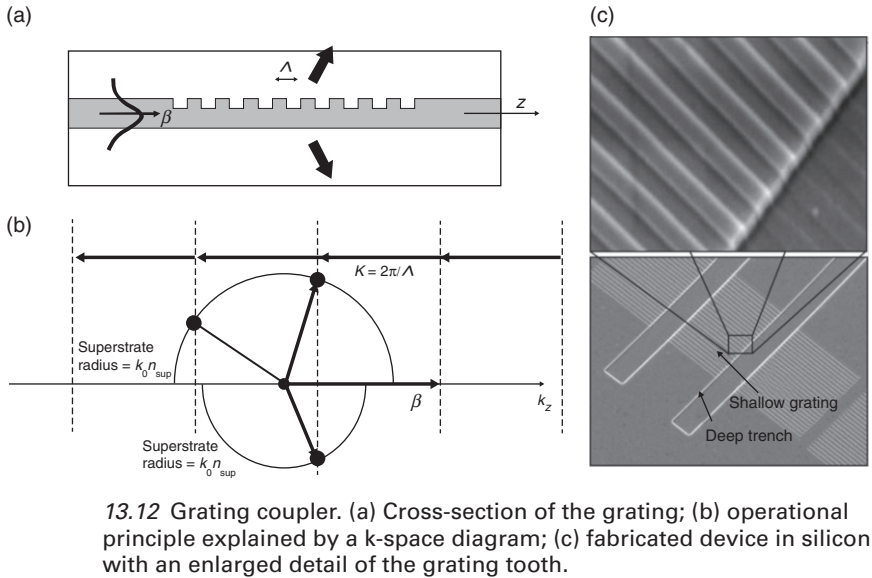 (a)
Λ
β
z
(b)
K = 2π/Λ
Superstrate
radius = k₀nₛᵤₚ
β
k_z
Superstrate
radius = k₀nₛᵤₚ
(c)
Shallow grating
Deep trench
13.12 Grating coupler. (a) Cross-section of the grating; (b) operational
principle explained by a k-space diagram; (c) fabricated device in silicon
with an enlarged detail of the grating tooth.